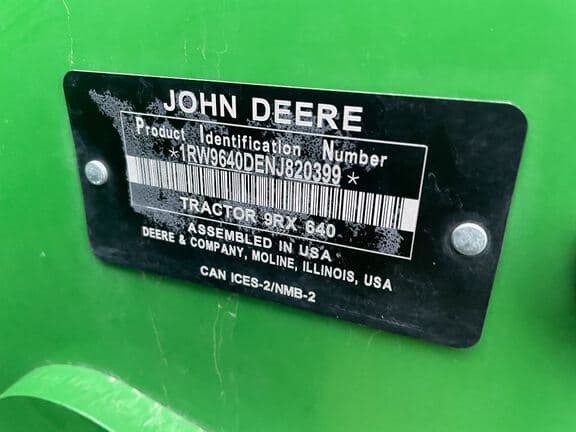 JOHN DEERE
Product Identification Number
*1RW9640DENJ820399*
TRACTOR 9RX 640
ASSEMBLED IN USA
DEERE & COMPANY, MOLINE, ILLINOIS, USA
CAN ICES-2/NMB-2